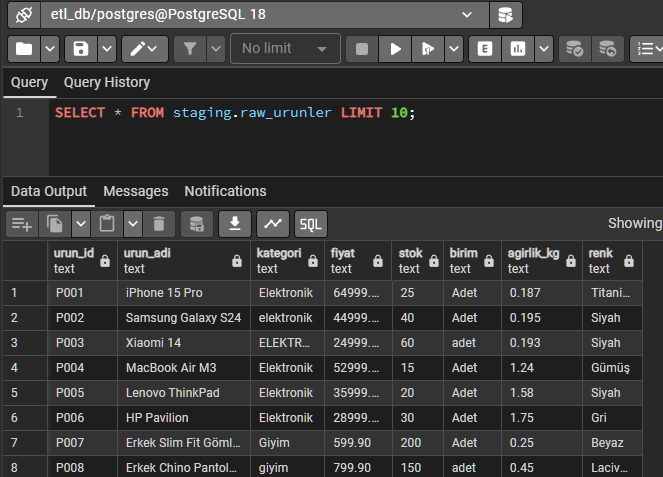 etl_db/postgres@PostgreSQL 18
No limit
E
Query Query History
1 SELECT * FROM staging.raw_urunler LIMIT 10;
Data Output Messages Notifications
SQL Showing
urun_id urun_adi kategori fiyat stok birim agirlik_kg renk
text text text text text text text text
1 P001 iPhone 15 Pro Elektronik 64999.... 25 Adet 0.187 Titani...
2 P002 Samsung Galaxy S24 elektronik 44999.... 40 Adet 0.195 Siyah
3 P003 Xiaomi 14 ELEKTR... 24999.... 60 adet 0.193 Siyah
4 P004 MacBook Air M3 Elektronik 52999.... 15 Adet 1.24 Gümüş
5 P005 Lenovo ThinkPad Elektronik 35999.... 20 Adet 1.58 Siyah
6 P006 HP Pavilion Elektronik 28999.... 30 Adet 1.75 Gri
7 P007 Erkek Slim Fit Göml... Giyim 599.90 200 Adet 0.25 Beyaz
8 P008 Erkek Chino Pantol... giyim 799.90 150 adet 0.45 Laciv...